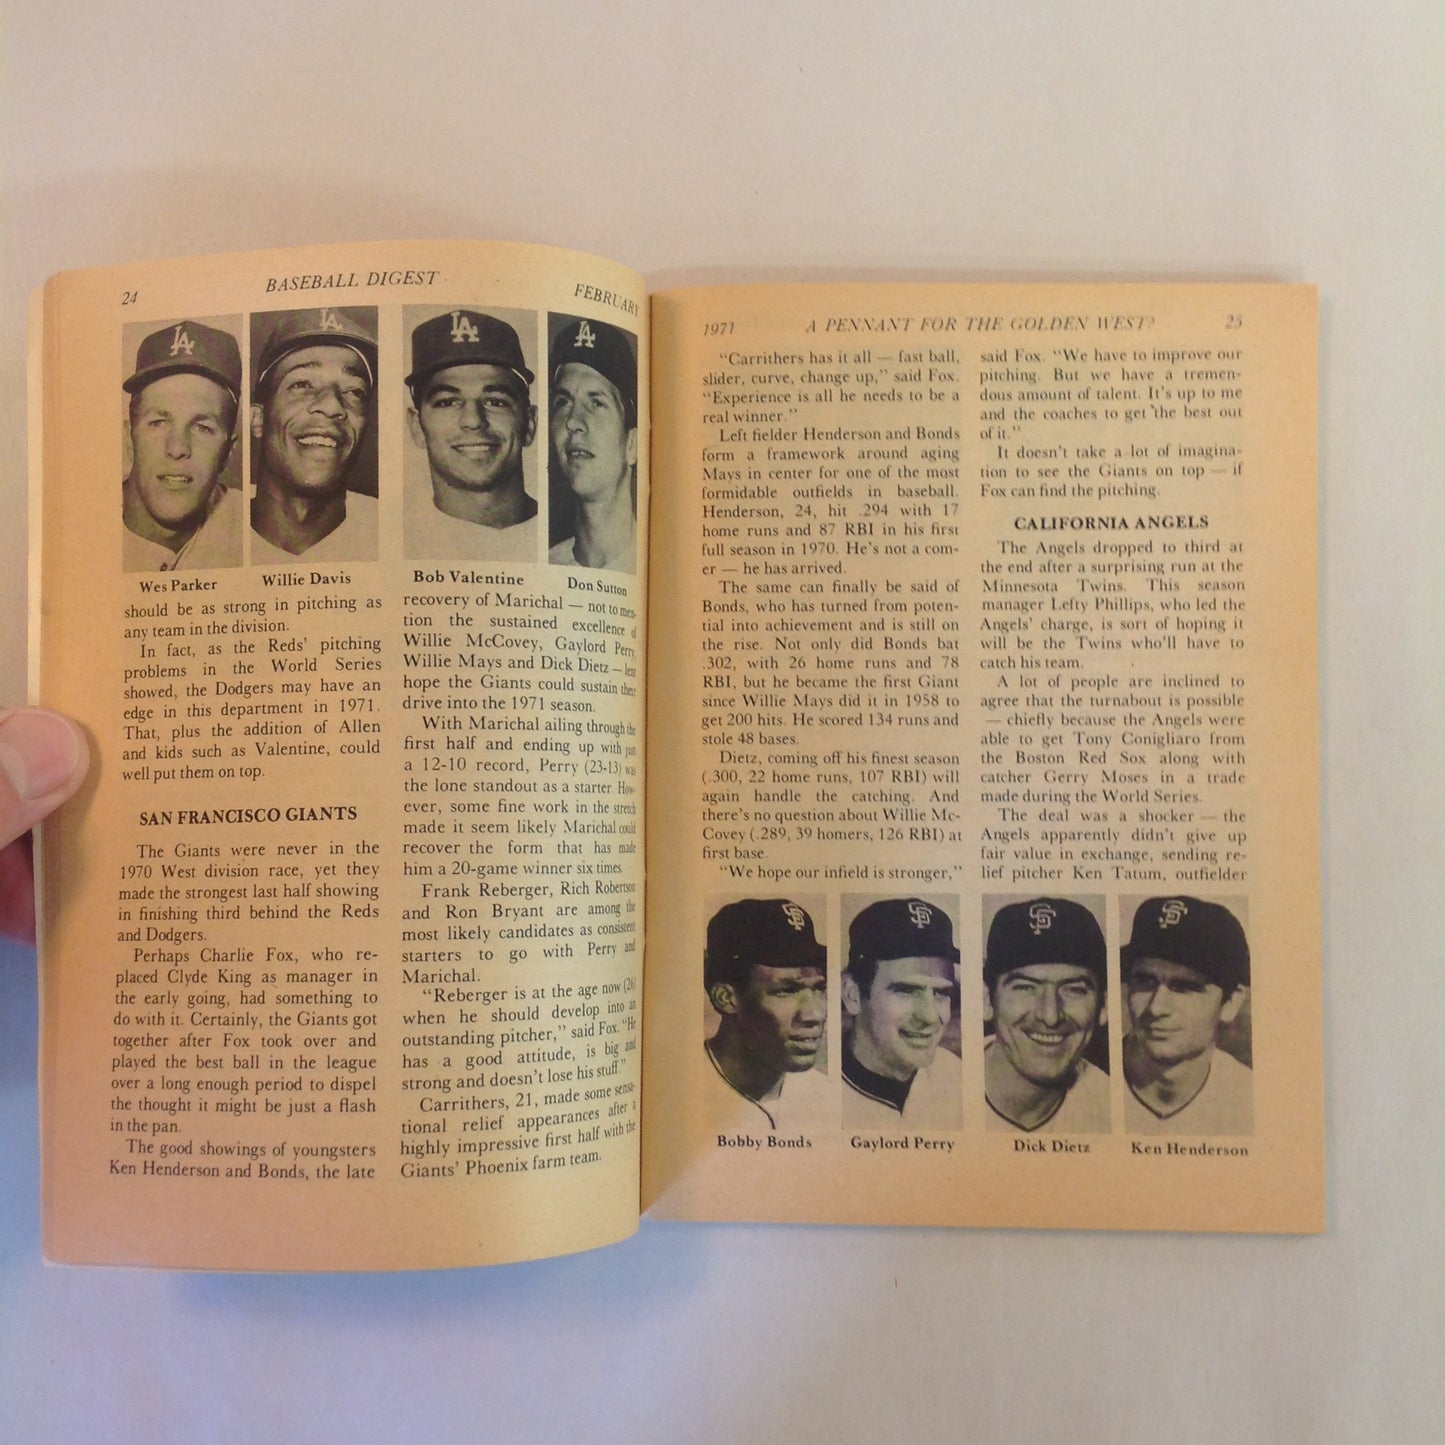 24
BASEBALL DIGEST
FEBRUARY
Wes Parker
Willie Davis
Bob Valentine
Don Sutton
should be as strong in pitching as
any team in the division.
In fact, as the Reds' pitching
problems in the World Series
showed, the Dodgers may have an
edge in this department in 1971.
That, plus the addition of Allen
and kids such as Valentine, could
well put them on top.
SAN FRANCISCO GIANTS
The Giants were never in the
1970 West division race, yet they
made the strongest last half showing
in finishing third behind the Reds
and Dodgers.
Perhaps Charlie Fox, who re-
placed Clyde King as manager in
the early going, had something to
do with it. Certainly, the Giants got
together after Fox took over and
played the best ball in the league
over a long enough period to dispel
the thought it might be just a flash
in the pan.
The good showings of youngsters
Ken Henderson and Bonds, the late
recovery of Marichal — not to men-
tion the sustained excellence of
Willie McCovey, Gaylord Perry,
Willie Mays and Dick Dietz — lent
hope the Giants could sustain their
drive into the 1971 season.
With Marichal ailing through the
first half and ending up with just
a 12-10 record, Perry (23-13) was
the lone standout as a starter. How-
ever, some fine work in the stretch
made it seem likely Marichal could
recover the form that has made
him a 20-game winner six times.
Frank Reberger, Rich Robertson
and Ron Bryant are among the
most likely candidates as consistent
starters to go with Perry and
Marichal.
"Reberger is at the age now (26)
when he should develop into an
outstanding pitcher," said Fox. "He
has a good attitude, is big and
strong and doesn't lose his stuff."
Carrithers, 21, made some sensa-
tional relief appearances after a
highly impressive first half with the
Giants' Phoenix farm team.
1971
A PENNANT FOR THE GOLDEN WEST?
25
"Carrithers has it all — fast ball,
slider, curve, change up," said Fox.
"Experience is all he needs to be a
real winner."
Left fielder Henderson and Bonds
form a framework around aging
Mays in center for one of the most
formidable outfields in baseball.
Henderson, 24, hit .294 with 17
home runs and 87 RBI in his first
full season in 1970. He's not a com-
er — he has arrived.
The same can finally be said of
Bonds, who has turned from poten-
tial into achievement and is still on
the rise. Not only did Bonds bat
.302, with 26 home runs and 78
RBI, but he became the first Giant
since Willie Mays did it in 1958 to
get 200 hits. He scored 134 runs and
stole 48 bases.
Dietz, coming off his finest season
(.300, 22 home runs, 107 RBI) will
again handle the catching. And
there's no question about Willie Mc-
Covey (.289, 39 homers, 126 RBI) at
first base.
"We hope our infield is stronger,"
said Fox. "We have to improve our
pitching. But we have a tremen-
dous amount of talent. It's up to me
and the coaches to get the best out
of it."
It doesn't take a lot of imagina-
tion to see the Giants on top — if
Fox can find the pitching.
CALIFORNIA ANGELS
The Angels dropped to third at
the end after a surprising run at the
Minnesota Twins. This season
manager Lefty Phillips, who led the
Angels' charge, is sort of hoping it
will be the Twins who'll have to
catch his team.
A lot of people are inclined to
agree that the turnabout is possible
— chiefly because the Angels were
able to get Tony Conigliaro from
the Boston Red Sox along with
catcher Gerry Moses in a trade
made during the World Series.
The deal was a shocker — the
Angels apparently didn't give up
fair value in exchange, sending re-
lief pitcher Ken Tatum, outfielder
Bobby Bonds
Gaylord Perry
Dick Dietz
Ken Henderson